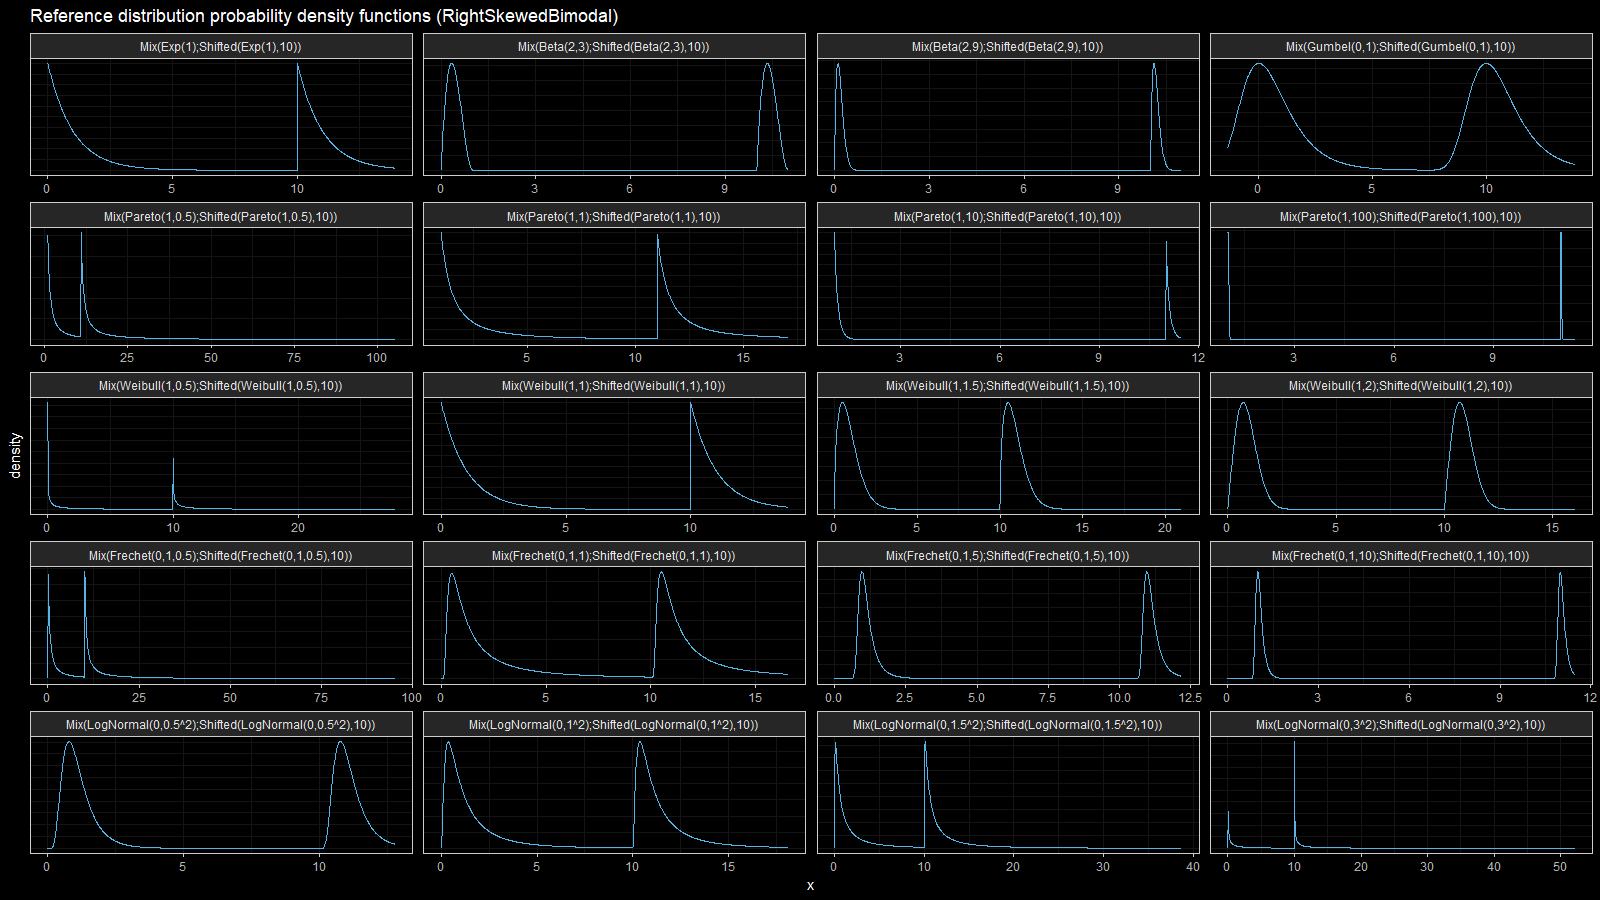 Reference distribution probability density functions (RightSkewedBimodal)
Mix(Exp(1);Shifted(Exp(1),10))
Mix(Beta(2,3);Shifted(Beta(2,3),10))
Mix(Beta(2,9);Shifted(Beta(2,9),10))
Mix(Gumbel(0,1);Shifted(Gumbel(0,1),10))
0 5 10
0 3 6 9
0 3 6 9
0 5 10
Mix(Pareto(1,0.5);Shifted(Pareto(1,0.5),10))
Mix(Pareto(1,1);Shifted(Pareto(1,1),10))
Mix(Pareto(1,10);Shifted(Pareto(1,10),10))
Mix(Pareto(1,100);Shifted(Pareto(1,100),10))
0 25 50 75 100
5 10 15
3 6 9 12
3 6 9
Mix(Weibull(1,0.5);Shifted(Weibull(1,0.5),10))
Mix(Weibull(1,1);Shifted(Weibull(1,1),10))
Mix(Weibull(1,1.5);Shifted(Weibull(1,1.5),10))
Mix(Weibull(1,2);Shifted(Weibull(1,2),10))
density
0 10 20
0 5 10
0 5 10 15 20
0 5 10 15
Mix(Frechet(0,1,0.5);Shifted(Frechet(0,1,0.5),10))
Mix(Frechet(0,1,1);Shifted(Frechet(0,1,1),10))
Mix(Frechet(0,1,5);Shifted(Frechet(0,1,5),10))
Mix(Frechet(0,1,10);Shifted(Frechet(0,1,10),10))
0 25 50 75 100
0 5 10 15
0.0 2.5 5.0 7.5 10.0 12.5
0 3 6 9 12
Mix(LogNormal(0,0.5^2);Shifted(LogNormal(0,0.5^2),10))
Mix(LogNormal(0,1^2);Shifted(LogNormal(0,1^2),10))
Mix(LogNormal(0,1.5^2);Shifted(LogNormal(0,1.5^2),10))
Mix(LogNormal(0,3^2);Shifted(LogNormal(0,3^2),10))
0 5 10
0 5 10 15
0 10 20 30 40
0 10 20 30 40 50
x